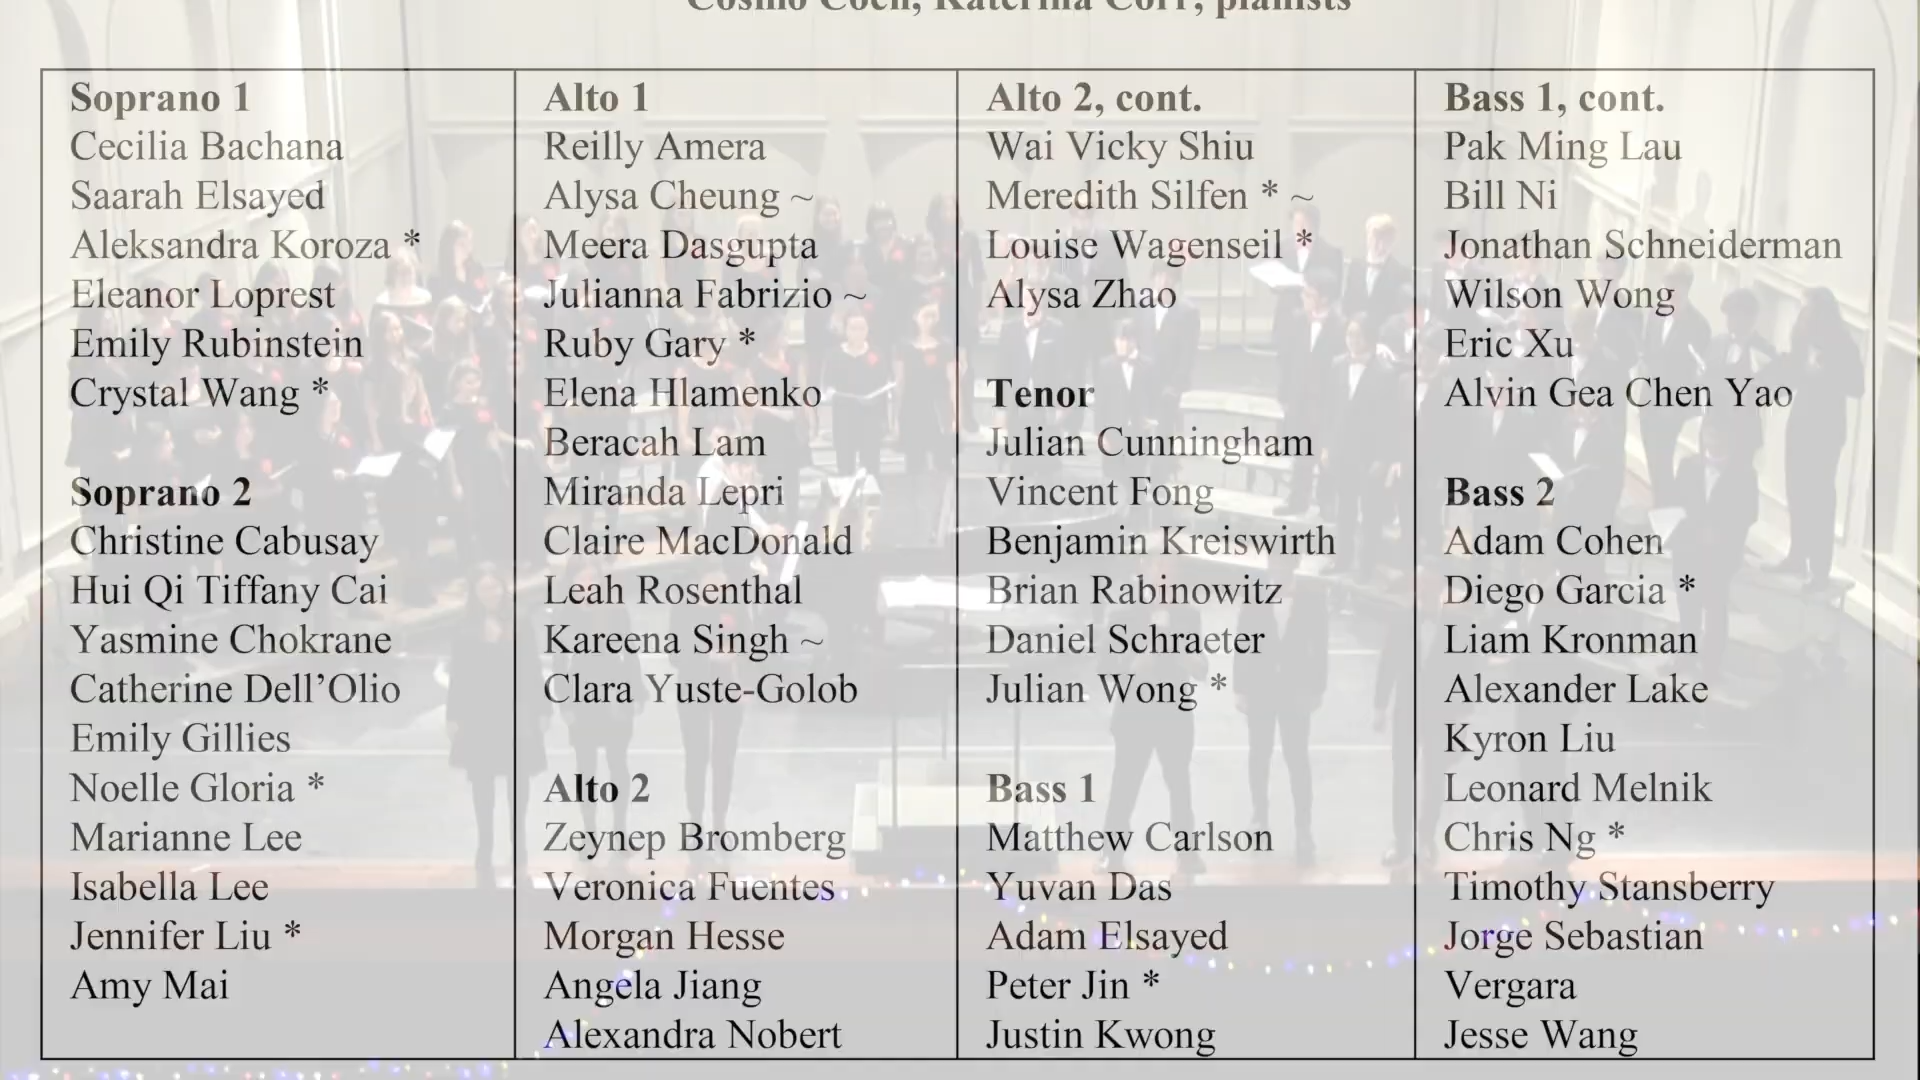 pianists
Soprano 1
Cecilia Bachana
Saarah Elsayed
Aleksandra Koroza *
Eleanor Loprest
Emily Rubinstein
Crystal Wang *
Soprano 2
Christine Cabusay
Hui Qi Tiffany Cai
Yasmine Chokrane
Catherine Dell’Olio
Emily Gillies
Noelle Gloria *
Marianne Lee
Isabella Lee
Jennifer Liu *
Amy Mai
Alto 1
Reilly Amera
Alysa Cheung ~
Meera Dasgupta
Julianna Fabrizio ~
Ruby Gary *
Elena Hlamenko
Beracah Lam
Miranda Lepri
Claire MacDonald
Leah Rosenthal
Kareena Singh ~
Clara Yuste-Golob
Alto 2
Zeynep Bromberg
Veronica Fuentes
Morgan Hesse
Angela Jiang
Alexandra Nobert
Alto 2, cont.
Wai Vicky Shiu
Meredith Silfen * ~
Louise Wagenseil *
Alysa Zhao
Tenor
Julian Cunningham
Vincent Fong
Benjamin Kreiswirth
Brian Rabinowitz
Daniel Schraeter
Julian Wong *
Bass 1
Matthew Carlson
Yuvan Das
Adam Elsayed
Peter Jin *
Justin Kwong
Bass 1, cont.
Pak Ming Lau
Bill Ni
Jonathan Schneiderman
Wilson Wong
Eric Xu
Alvin Gea Chen Yao
Bass 2
Adam Cohen
Diego Garcia *
Liam Kronman
Alexander Lake
Kyron Liu
Leonard Melnik
Chris Ng *
Timothy Stansberry
Jorge Sebastian
Vergara
Jesse Wang